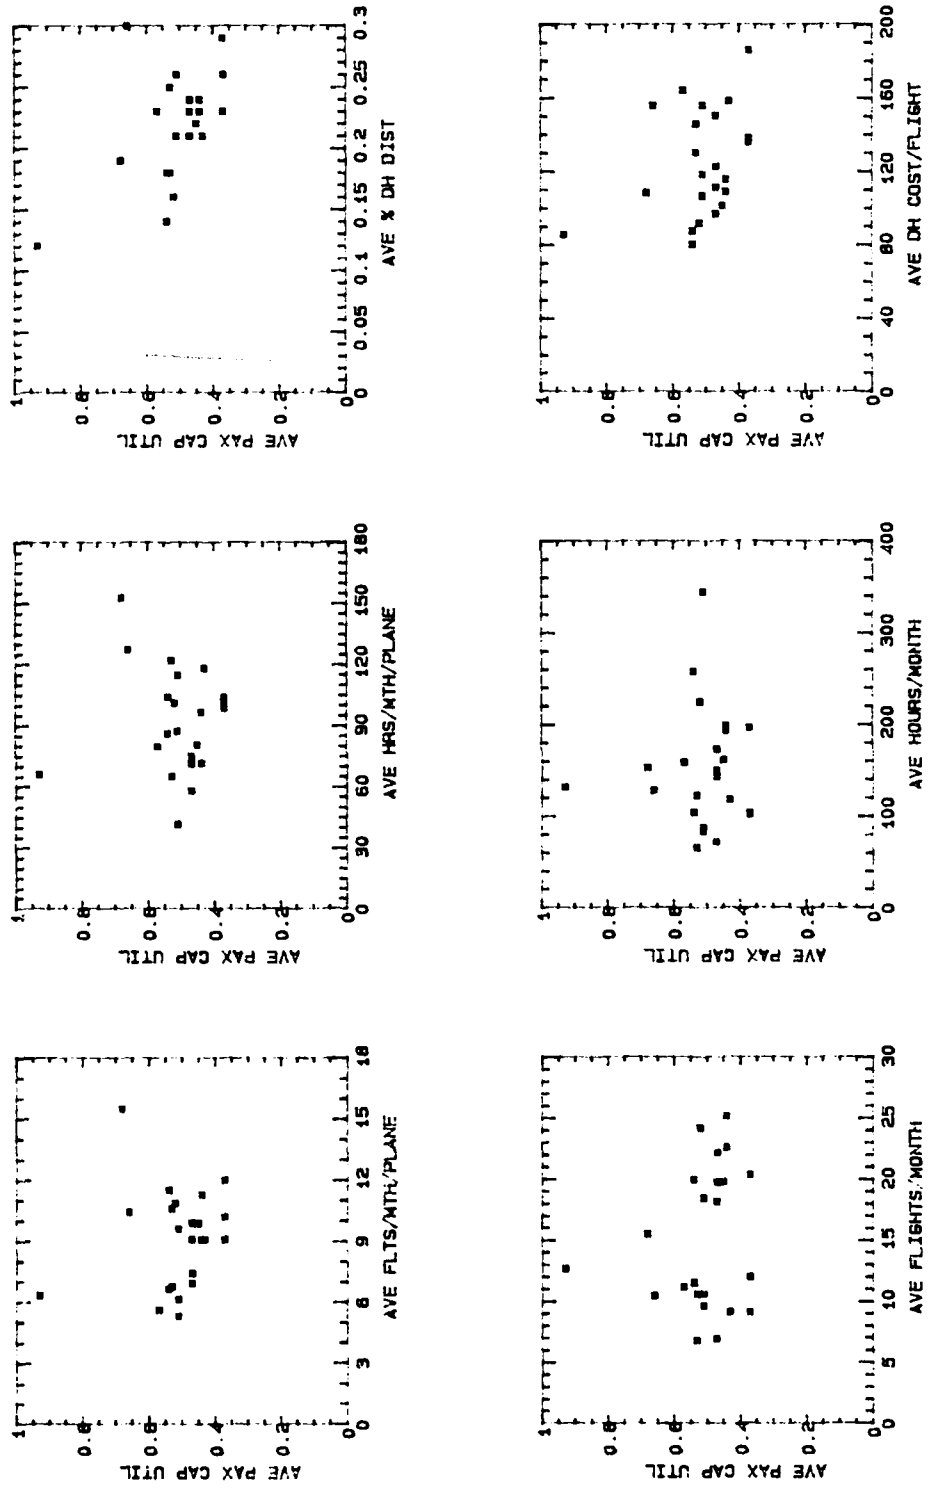 AVE PAX CAP UTIL
1
0.8
0.6
0.4
0.2
0
0 3 6 9 12 15 18
AVE FLTS/MTH/PLANE
AVE PAX CAP UTIL
1
0.8
0.6
0.4
0.2
0
0 30 60 90 120 150 180
AVE HRS/MTH/PLANE
AVE PAX CAP UTIL
1
0.8
0.6
0.4
0.2
0
0 0.05 0.1 0.15 0.2 0.25 0.3
AVE % DH DIST
AVE PAX CAP UTIL
1
0.8
0.6
0.4
0.2
0
0 5 10 15 20 25 30
AVE FLIGHTS/MONTH
AVE PAX CAP UTIL
1
0.8
0.6
0.4
0.2
0
0 100 200 300 400
AVE HOURS/MONTH
AVE PAX CAP UTIL
1
0.8
0.6
0.4
0.2
0
0 40 80 120 160 200
AVE DH COST/FLIGHT